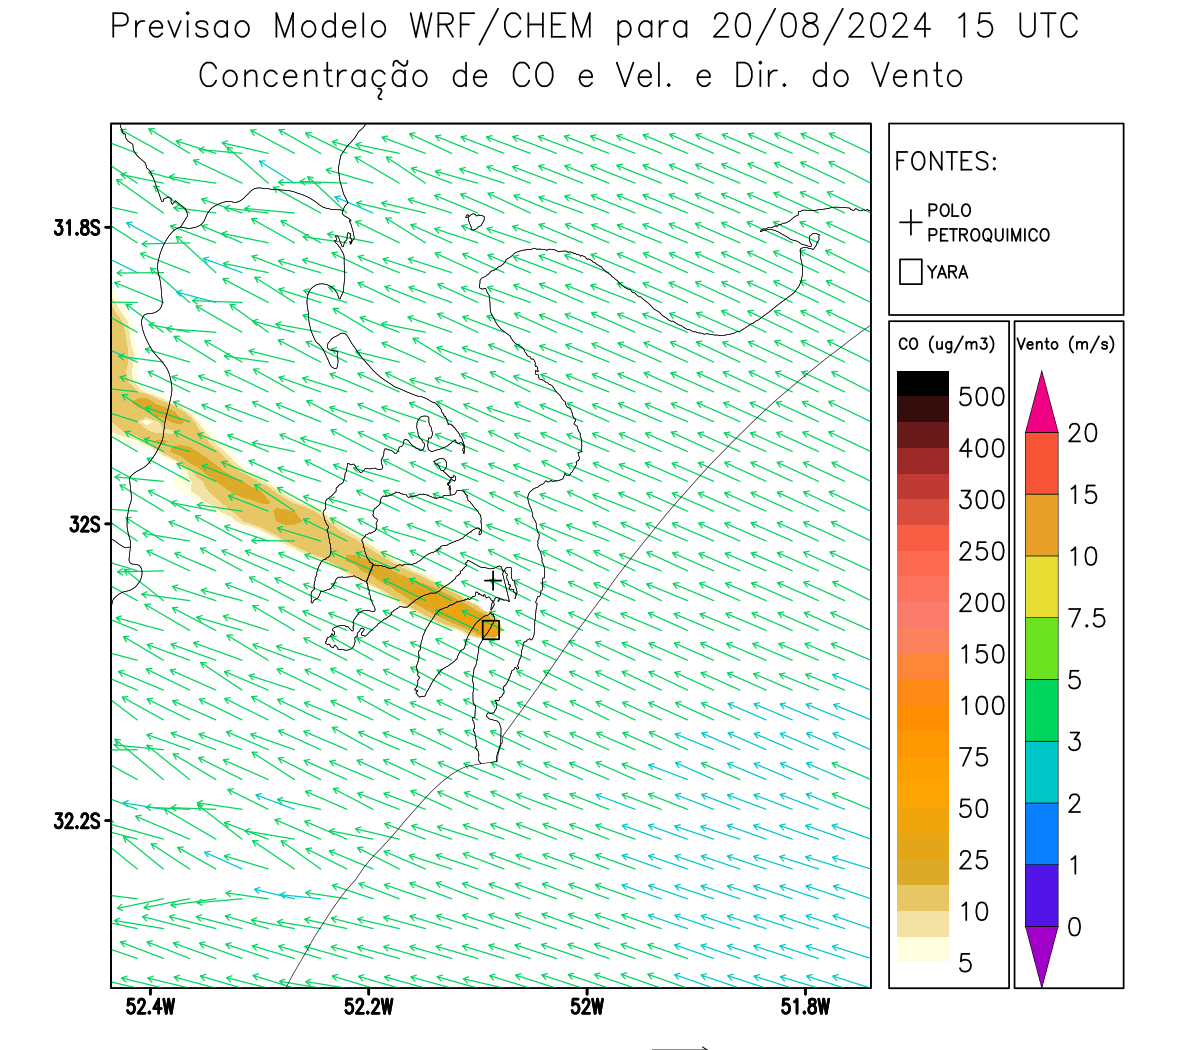 Previsao Modelo WRF/CHEM para 20/08/2024 15 UTC
Concentração de CO e Vel. e Dir. do Vento
FONTES:
POLO
PETROQUIMICO
YARA
CO (ug/m3)
500
400
300
250
200
150
100
75
50
25
10
5
Vento (m/s)
20
15
10
7.5
5
3
2
1
0
31.8S
32S
32.2S
52.4W
52.2W
52W
51.8W